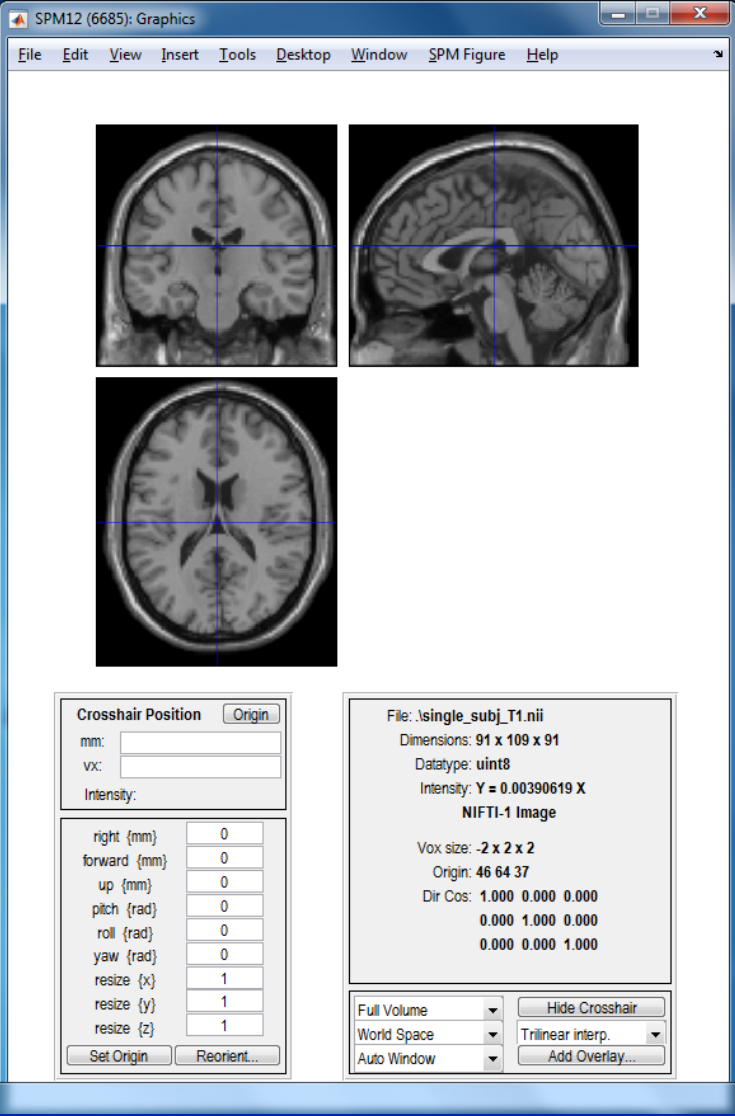 SPM12 (6685): Graphics
File Edit View Insert Tools Desktop Window SPM Figure Help
Crosshair Position Origin
mm:
vx:
Intensity:
right {mm} 0
forward {mm} 0
up {mm} 0
pitch {rad} 0
roll {rad} 0
yaw {rad} 0
resize {x} 1
resize {y} 1
resize {z} 1
Set Origin Reorient...
File: .\single_subj_T1.nii
Dimensions: 91 x 109 x 91
Datatype: uint8
Intensity: Y = 0.00390619 X
NIFTI-1 Image
Vox size: -2 x 2 x 2
Origin: 46 64 37
Dir Cos: 1.000 0.000 0.000
0.000 1.000 0.000
0.000 0.000 1.000
Full Volume Hide Crosshair
World Space Trilinear interp.
Auto Window Add Overlay...